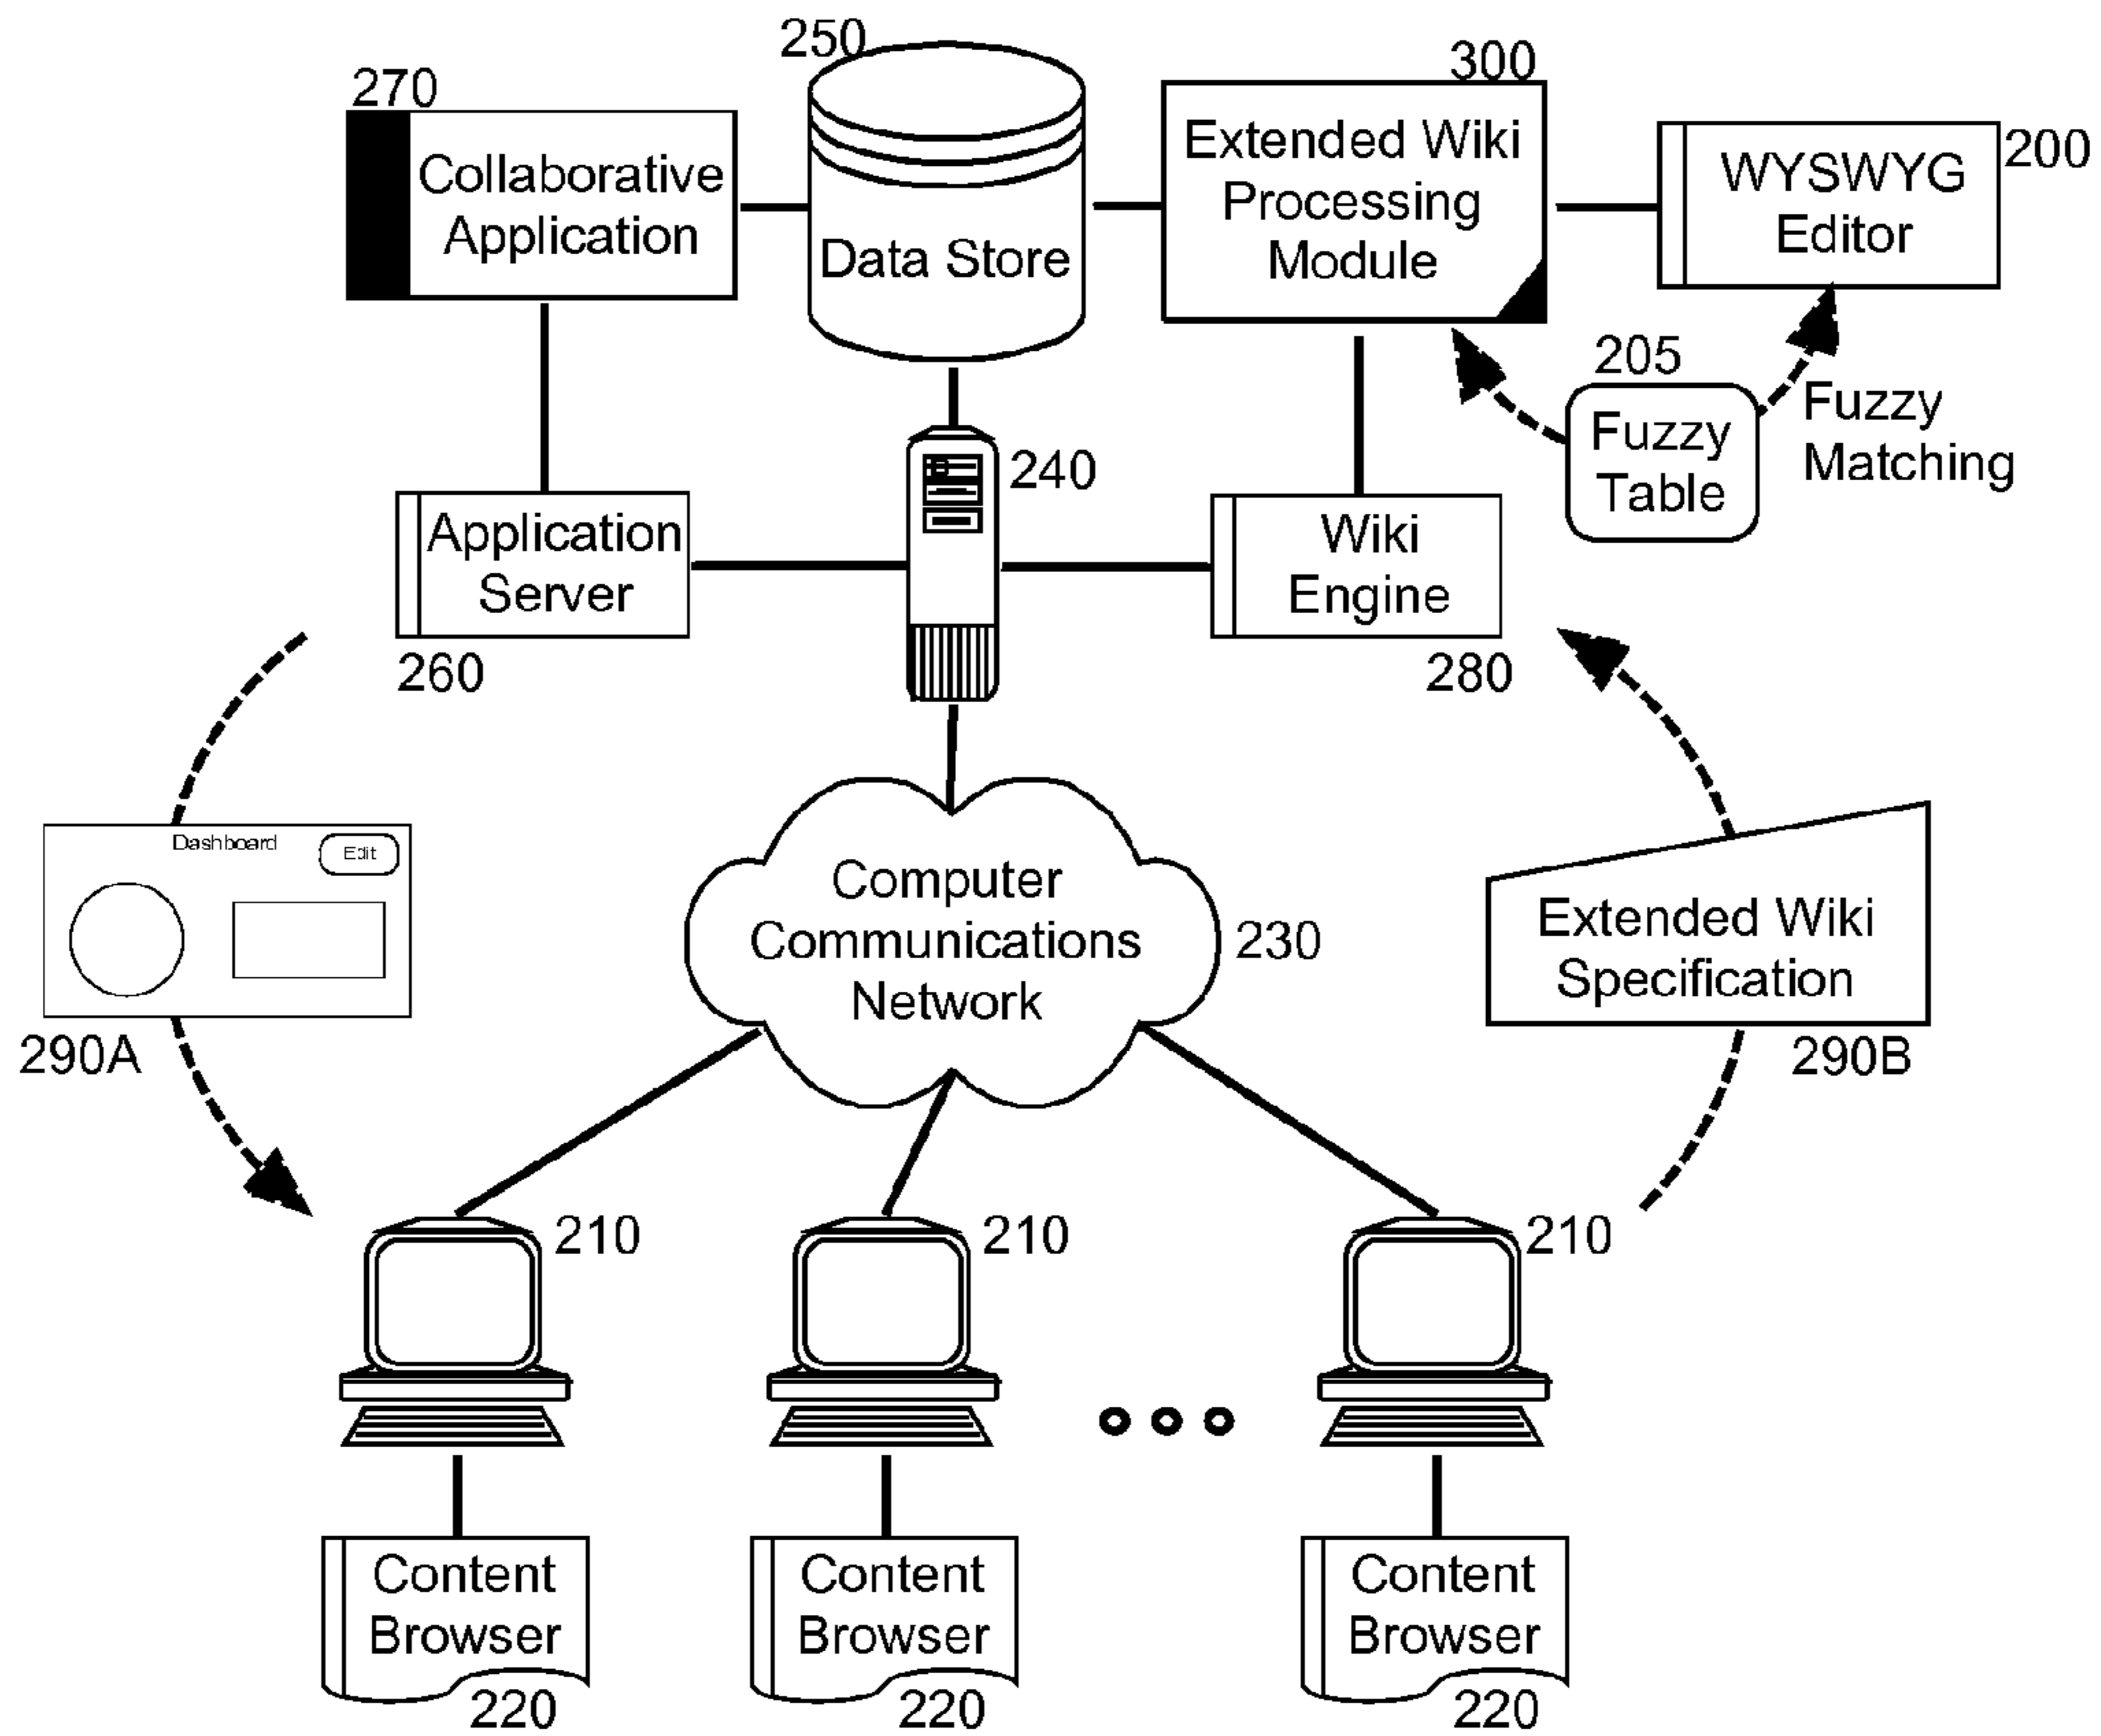 250
270
300
Collaborative
Application
Data Store
Extended Wiki
Processing
Module
WYSWYG
Editor
200
205
Fuzzy
Table
Fuzzy
Matching
240
Application
Server
260
Wiki
Engine
280
Dashboard
Edit
290A
Computer
Communications
Network
230
Extended Wiki
Specification
290B
210
210
210
Content
Browser
220
Content
Browser
220
Content
Browser
220